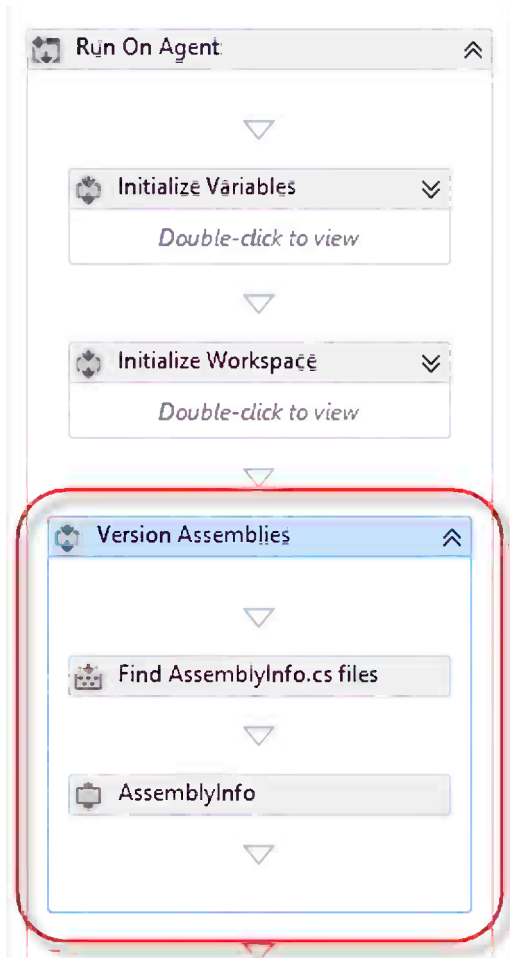 Run On Agent
Initialize Variables
Double-click to view
Initialize Workspace
Double-click to view
Version Assemblies
Find AssemblyInfo.cs files
AssemblyInfo